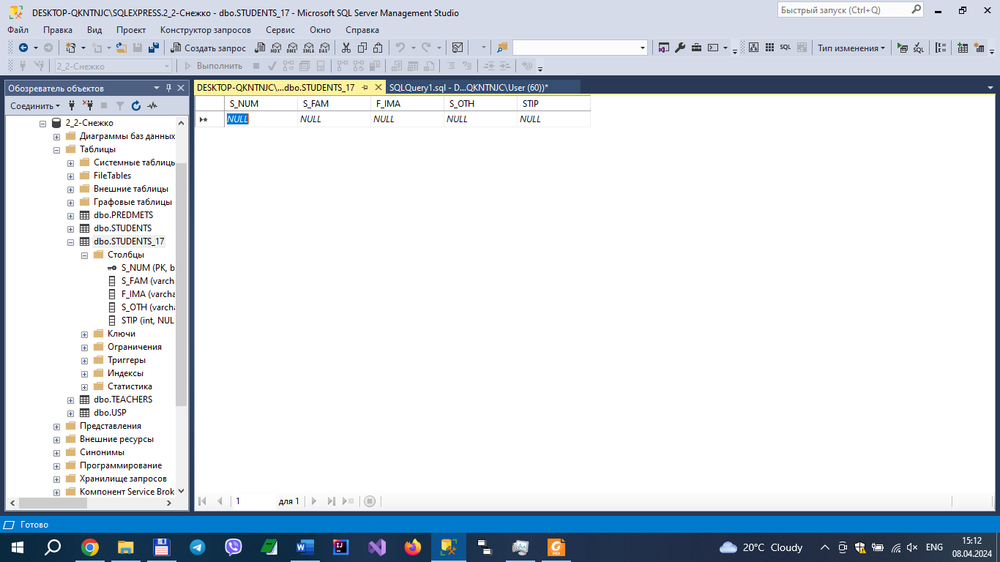 DESKTOP-QKNTNJC\SQLEXPRESS.2_2-Снежко - dbo.STUDENTS_17 - Microsoft SQL Server Management Studio
Быстрый запуск (Ctrl+Q)
Файл Правка Вид Проект Конструктор запросов Сервис Окно Справка
Создать запрос MDX DMX XMLA DAX SQL SQL Тип изменения
2_2-Снежко Выполнить
Обозреватель объектов
DESKTOP-QKNTNJC\...dbo.STUDENTS_17 SQLQuery1.sql - D...QKNTNJC\User (60))*
Соединить
S_NUM S_FAM F_IMA S_OTH STIP
NULL NULL NULL NULL NULL
2_2-Снежко
Диаграммы баз данных
Таблицы
Системные таблицы
FileTables
Внешние таблицы
Графовые таблицы
dbo.PREDMETS
dbo.STUDENTS
dbo.STUDENTS_17
Столбцы
S_NUM (PK, b
S_FAM (varcha
F_IMA (varcha
S_OTH (varcha
STIP (int, NUL
Ключи
Ограничения
Триггеры
Индексы
Статистика
dbo.TEACHERS
dbo.USP
Представления
Внешние ресурсы
Синонимы
Программирование
Хранилище запросов
Компонент Service Brok
1 для 1
Готово
20°C Cloudy
ENG
15:12
08.04.2024